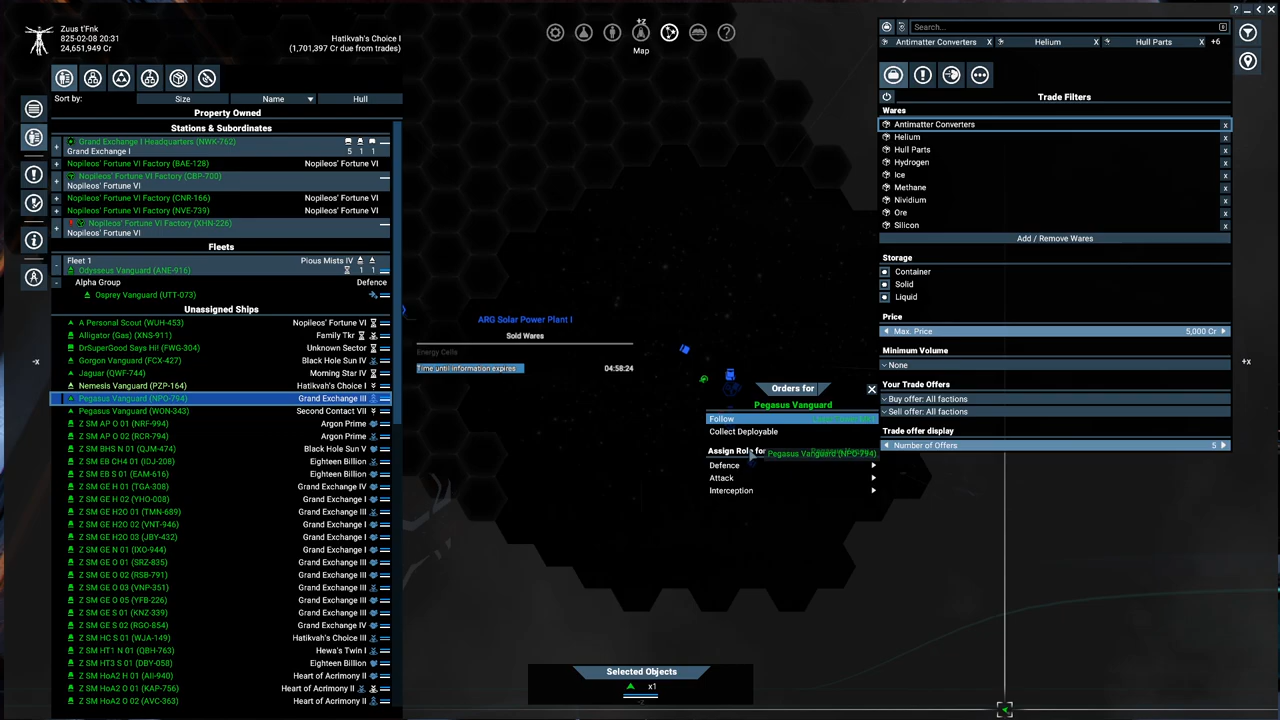 Zuus t'Fnk
825-02-08 20:31
24,651,949 Cr
Hatikvah's Choice I
(1,701,397 Cr due from trades)
+Z
Map
Sort by:
Size
Name
Hull
Property Owned
Stations & Subordinates
+ Grand Exchange I Headquarters (NWK-762)
Grand Exchange I 5 1 1
+ Nopileos' Fortune VI Factory (BAE-128) Nopileos' Fortune VI
+ Nopileos' Fortune VI Factory (CBP-700)
Nopileos' Fortune VI
+ Nopileos' Fortune VI Factory (CNR-166) Nopileos' Fortune VI
+ Nopileos' Fortune VI Factory (NVE-739) Nopileos' Fortune VI
+ Nopileos' Fortune VI Factory (XHN-226)
Nopileos' Fortune VI
Fleets
- Fleet 1 Pious Mists IV
Odysseus Vanguard (ANE-916) 1 1
- Alpha Group Defence
Osprey Vanguard (UTT-073)
Unassigned Ships
A Personal Scout (WUH-453) Nopileos' Fortune VI
Alligator (Gas) (XNS-911) Family Tkr
DrSuperGood Says Hi! (FWG-304) Unknown Sector
Gorgon Vanguard (FCX-427) Black Hole Sun IV
Jaguar (QWF-744) Morning Star IV
Nemesis Vanguard (PZP-164) Hatikvah's Choice I
Pegasus Vanguard (NPO-794) Grand Exchange III
Pegasus Vanguard (WON-343) Second Contact VII
Z SM AP O 01 (NRF-994) Argon Prime
Z SM AP O 02 (RCR-794) Argon Prime
Z SM BHS N 01 (QJM-474) Black Hole Sun V
Z SM EB CH4 01 (IDJ-208) Eighteen Billion
Z SM EB S 01 (EAM-616) Eighteen Billion
Z SM GE H 01 (TGA-308) Grand Exchange IV
Z SM GE H 02 (YHO-008) Grand Exchange I
Z SM GE H2O 01 (TMN-689) Grand Exchange III
Z SM GE H2O 02 (VNT-946) Grand Exchange I
Z SM GE H2O 03 (JBY-432) Grand Exchange I
Z SM GE N 01 (IXO-944) Grand Exchange I
Z SM GE O 01 (SRZ-835) Grand Exchange III
Z SM GE O 02 (RSB-791) Grand Exchange III
Z SM GE O 03 (VNP-351) Grand Exchange III
Z SM GE O 05 (YFB-226) Grand Exchange III
Z SM GE S 01 (KNZ-339) Grand Exchange III
Z SM GE S 02 (RGO-854) Grand Exchange IV
Z SM HC S 01 (WJA-149) Hatikvah's Choice III
Z SM HT1 N 01 (QBH-763) Hewa's Twin I
Z SM HT3 S 01 (DBY-058) Eighteen Billion
Z SM HoA2 H 01 (AII-940) Heart of Acrimony II
Z SM HoA2 O 01 (KAP-756) Heart of Acrimony II
Z SM HoA2 O 02 (AVC-363) Heart of Acrimony II
-X
ARG Solar Power Plant I
Sold Wares
Energy Cells
Time until information expires 04:58:24
Orders for
Pegasus Vanguard
Follow
Collect Deployable
Assign Role for
Pegasus Vanguard (NPO-794)
Defence
Attack
Interception
+X
Selected Objects
x1
-Z
Search...
Antimatter Converters x
Helium x
Hull Parts x
+6
Trade Filters
Wares
Antimatter Converters x
Helium x
Hull Parts x
Hydrogen x
Ice x
Methane x
Nividium x
Ore x
Silicon x
Add / Remove Wares
Storage
Container
Solid
Liquid
Price
Max. Price 5,000 Cr
Minimum Volume
None
Your Trade Offers
Buy offer: All factions
Sell offer: All factions
Trade offer display
Number of Offers 5